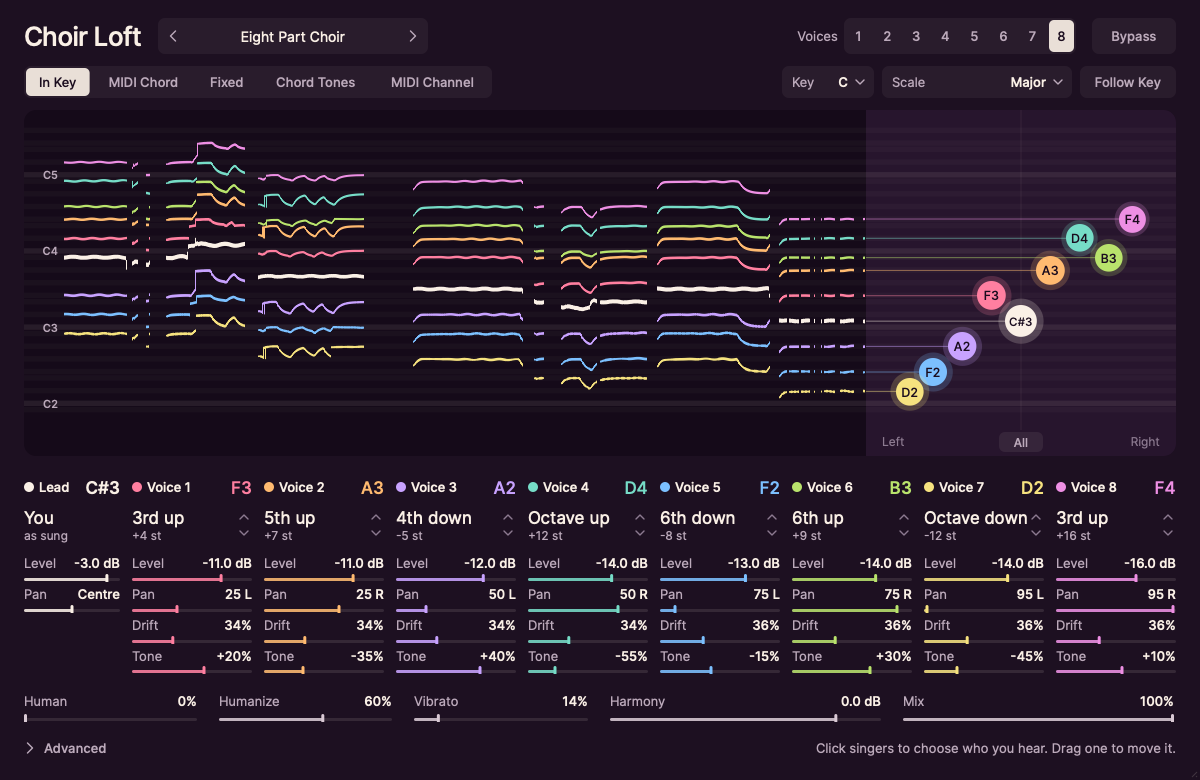 Choir Loft
Eight Part Choir
Voices 1 2 3 4 5 6 7 8 Bypass
In Key MIDI Chord Fixed Chord Tones MIDI Channel
Key C Scale Major Follow Key
C5
C4
C3
C2
F4
D4
B3
A3
F3
C#3
A2
F2
D2
Left All Right
Lead C#3 Voice 1 F3 Voice 2 A3 Voice 3 A2 Voice 4 D4 Voice 5 F2 Voice 6 B3 Voice 7 D2 Voice 8 F4
You 3rd up 5th up 4th down Octave up 6th down 6th up Octave down 3rd up
as sung +4 st +7 st -5 st +12 st -8 st +9 st -12 st +16 st
Level -3.0 dB Level -11.0 dB Level -11.0 dB Level -12.0 dB Level -14.0 dB Level -13.0 dB Level -14.0 dB Level -14.0 dB Level -16.0 dB
Pan Centre Pan 25 L Pan 25 R Pan 50 L Pan 50 R Pan 75 L Pan 75 R Pan 95 L Pan 95 R
Drift 34% Drift 34% Drift 34% Drift 34% Drift 36% Drift 36% Drift 36% Drift 36%
Tone +20% Tone -35% Tone +40% Tone -55% Tone -15% Tone +30% Tone -45% Tone +10%
Human 0% Humanize 60% Vibrato 14% Harmony 0.0 dB Mix 100%
Advanced Click singers to choose who you hear. Drag one to move it.